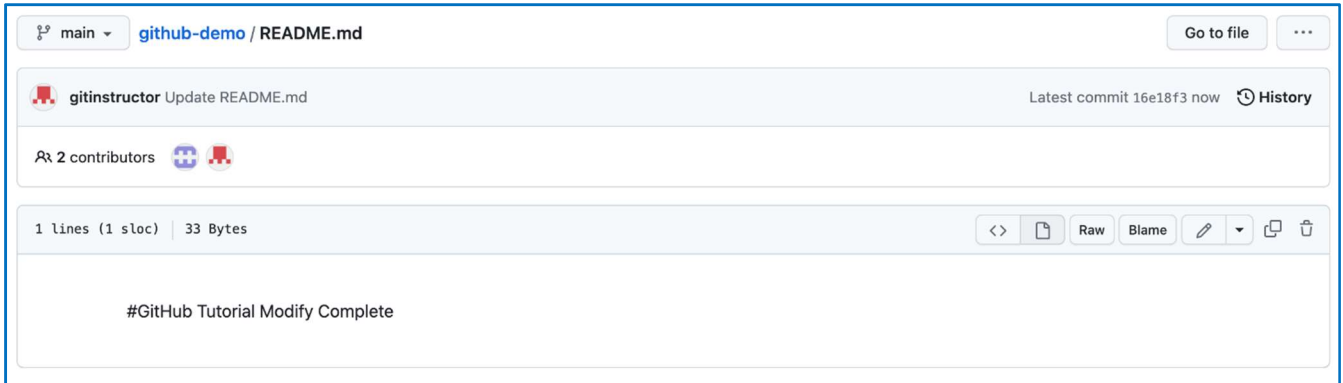 main github-demo / README.md Go to file ...
gitinstructor Update README.md Latest commit 16e18f3 now History
2 contributors
1 lines (1 sloc) 33 Bytes <> Raw Blame
#GitHub Tutorial Modify Complete